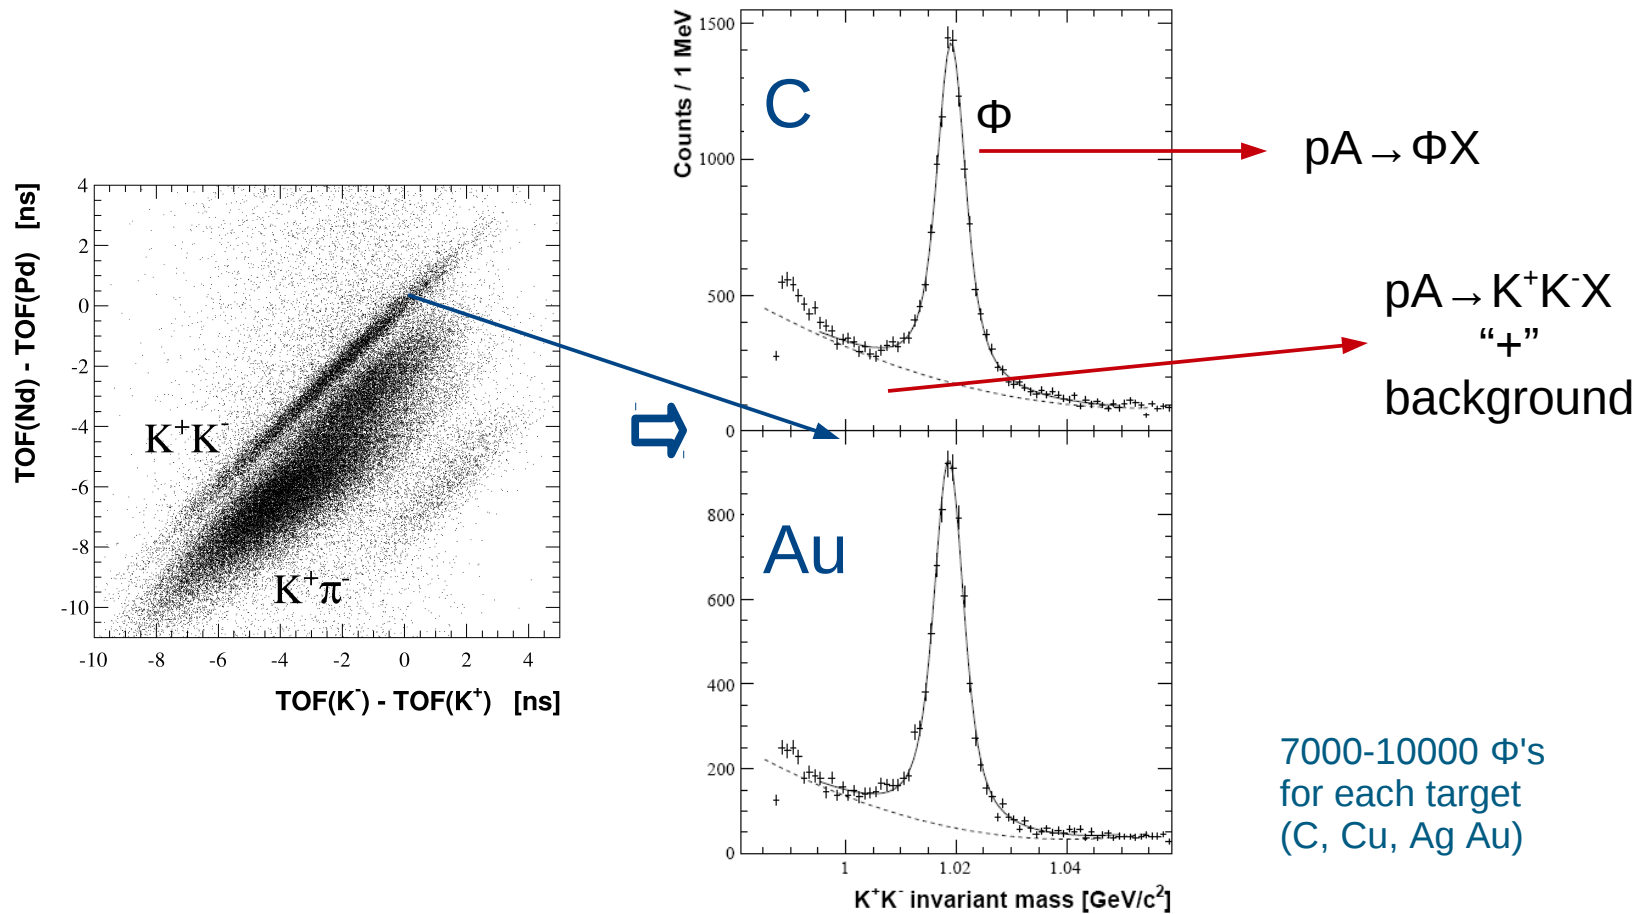 TOF(Nd) - TOF(Pd) [ns]
4
2
0
-2
-4
-6
-8
-10
K⁺K⁻
K⁺π⁻
-10 -8 -6 -4 -2 0 2 4
TOF(K⁻) - TOF(K⁺) [ns]
Counts / 1 MeV
1500
1000
500
0
C
Φ
800
600
400
200
0
Au
1 1.02 1.04
K⁺K⁻ invariant mass [GeV/c²]
pA→ΦX
pA→K⁺K⁻X
“+”
background
7000-10000 Φ's
for each target
(C, Cu, Ag Au)